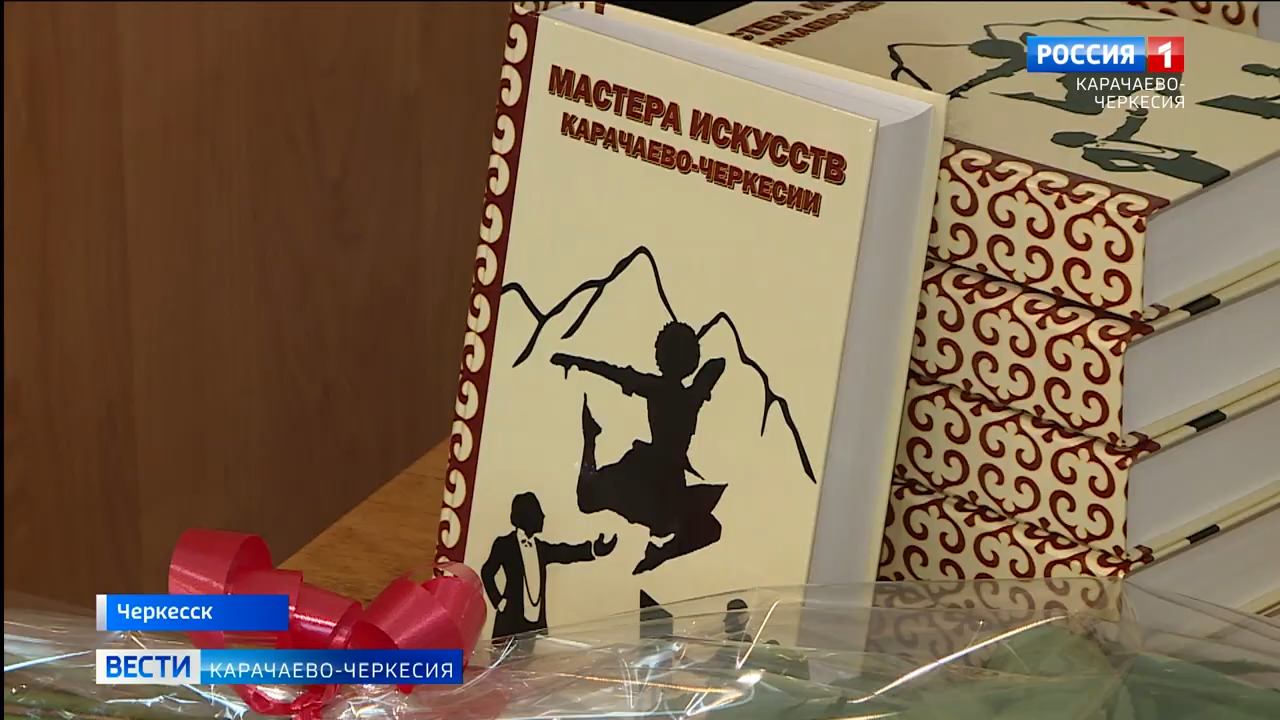 МАСТЕРА ИСКУССТВ
КАРАЧАЕВО-ЧЕРКЕСИИ
РОССИЯ 1
КАРАЧАЕВО-
ЧЕРКЕСИЯ
Черкесск
ВЕСТИ КАРАЧАЕВО-ЧЕРКЕСИЯ